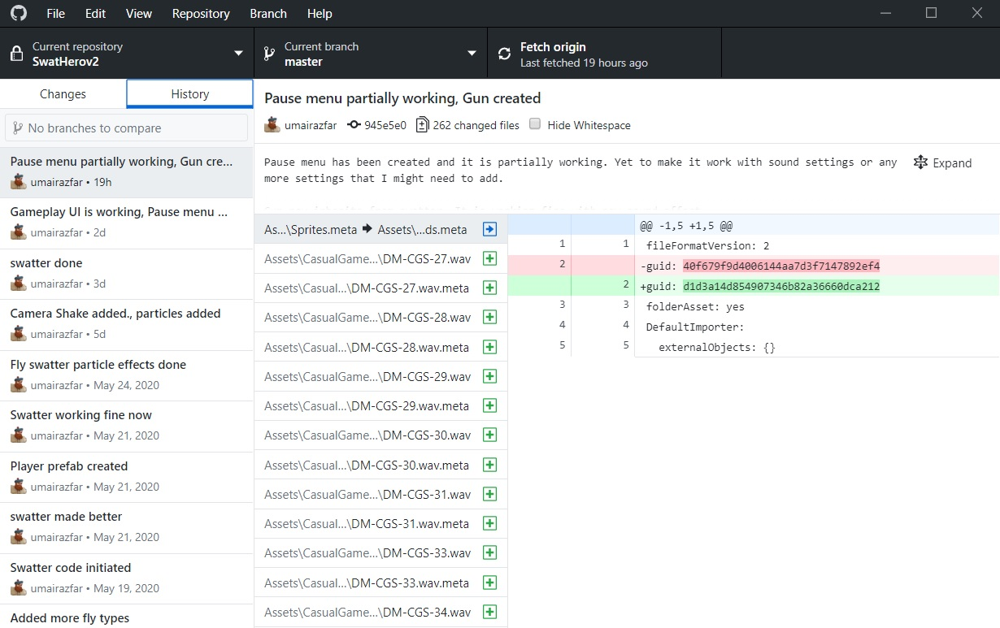 File Edit View Repository Branch Help
Current repository
SwatHerov2
Current branch
master
Fetch origin
Last fetched 19 hours ago
Changes
History
No branches to compare
Pause menu partially working, Gun cre...
umairazfar • 19h
Gameplay UI is working, Pause menu ...
umairazfar • 2d
swatter done
umairazfar • 3d
Camera Shake added., particles added
umairazfar • 5d
Fly swatter particle effects done
umairazfar • May 24, 2020
Swatter working fine now
umairazfar • May 21, 2020
Player prefab created
umairazfar • May 21, 2020
swatter made better
umairazfar • May 21, 2020
Swatter code initiated
umairazfar • May 19, 2020
Added more fly types
Pause menu partially working, Gun created
umairazfar 945e5e0 262 changed files Hide Whitespace
Pause menu has been created and it is partially working. Yet to make it work with sound settings or any
more settings that I might need to add.
Expand
As...\Sprites.meta Assets\...ds.meta
Assets\CasualGame...\DM-CGS-27.wav
Assets\Casual...\DM-CGS-27.wav.meta
Assets\CasualGame...\DM-CGS-28.wav
Assets\Casual...\DM-CGS-28.wav.meta
Assets\CasualGame...\DM-CGS-29.wav
Assets\Casual...\DM-CGS-29.wav.meta
Assets\CasualGame...\DM-CGS-30.wav
Assets\Casual...\DM-CGS-30.wav.meta
Assets\CasualGame...\DM-CGS-31.wav
Assets\Casual...\DM-CGS-31.wav.meta
Assets\CasualGame...\DM-CGS-33.wav
Assets\Casual...\DM-CGS-33.wav.meta
Assets\CasualGame...\DM-CGS-34.wav
@@ -1,5 +1,5 @@
1 1 fileFormatVersion: 2
2 -guid: 40f679f9d4006144aa7d3f7147892ef4
2 +guid: d1d3a14d854907346b82a36660dca212
3 3 folderAsset: yes
4 4 DefaultImporter:
5 5 externalObjects: {}